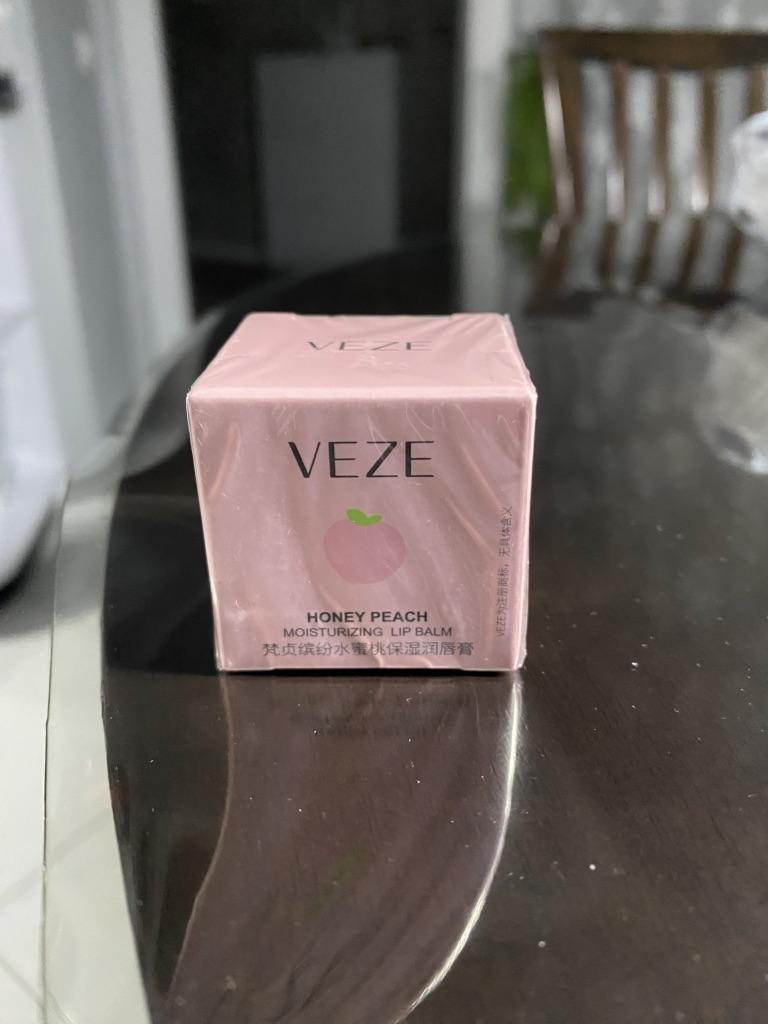 VEZE
VEZE
HONEY PEACH
MOISTURIZING LIP BALM
梵贞缤纷水蜜桃保湿润唇膏
VEZE为注册商标，无具体含义